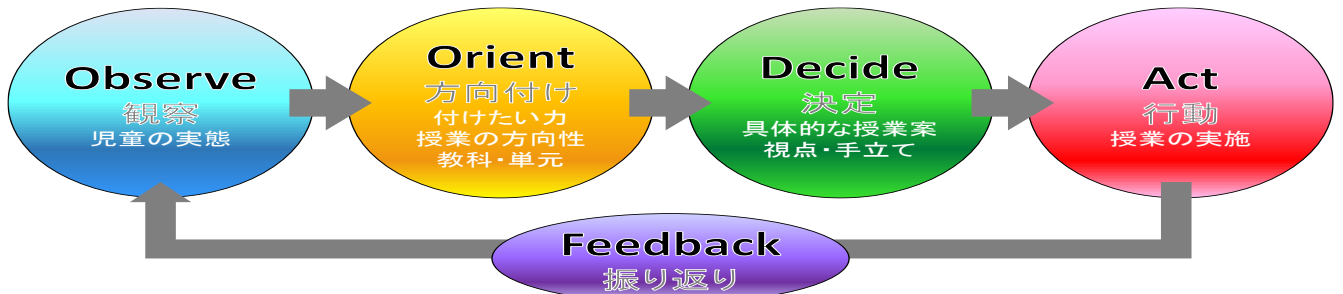 Observe
観察
児童の実態
Orient
方向付け
付けたい力
授業の方向性
教科・単元
Decide
決定
具体的な授業案
視点・手立て
Act
行動
授業の実施
Feedback
振り返り